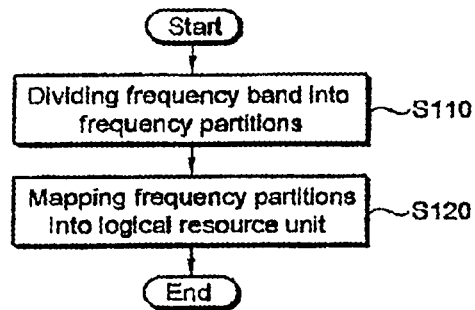 Start
Dividing frequency band into
frequency partitions
S110
Mapping frequency partitions
into logical resource unit
S120
End